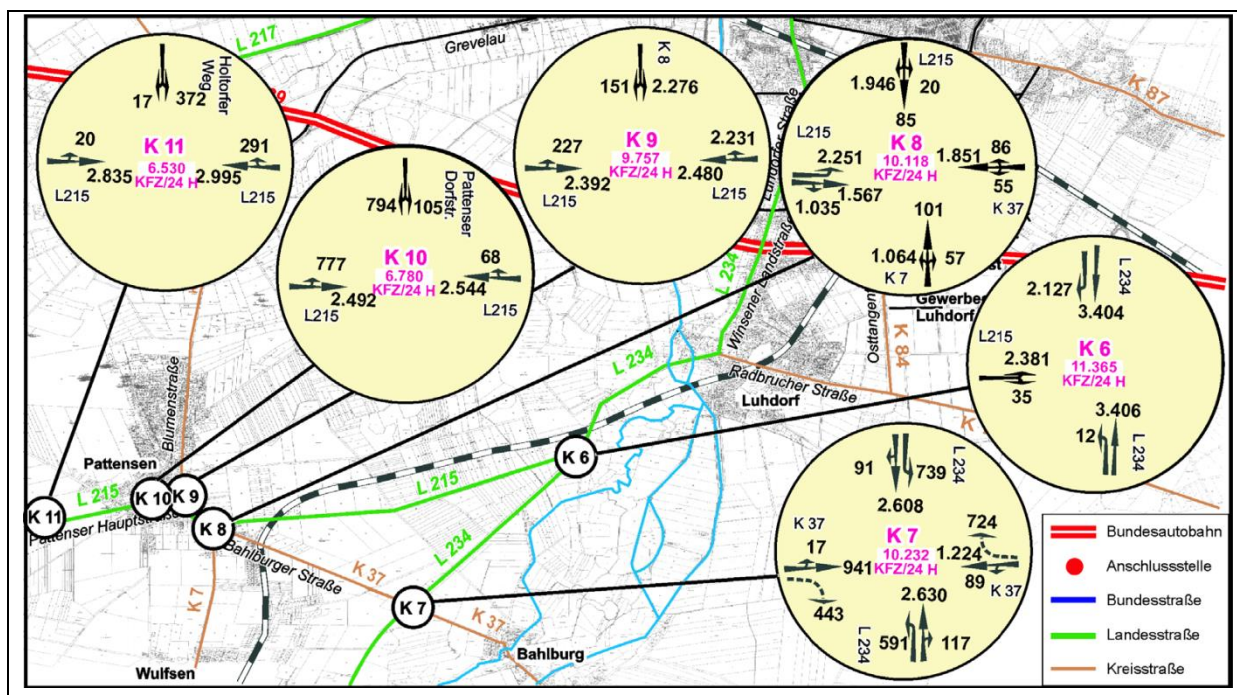 L 217
Grevelau
K 87
Holtorfer
Weg
17
372
20
291
K 11
6.530
KFZ/24 H
2.835
2.995
L215
L215
Pattenser
Dorfstr.
794
105
777
68
K 10
6.780
KFZ/24 H
2.492
2.544
L215
L215
K 8
151
2.276
227
2.231
K 9
9.757
KFZ/24 H
2.392
2.480
L215
L215
L215
1.946
20
85
L215
86
K 8
10.118
KFZ/24 H
2.251
1.851
1.567
55
1.035
K 37
101
1.064
57
K 7
Luhdorfer Straße
L 234
Winsener Landstraße
Gewerbe
Luhdorf
K 84
L 234
2.127
3.404
L215
K 6
11.365
KFZ/24 H
2.381
35
3.406
12
L 234
Radbrucher Straße
Luhdorf
L 234
K
Blumenstraße
Pattensen
L 215
K 11
K 10
K 9
K 8
K 6
L 215
Pattenser Hauptstraße
Bahlburger Straße
L 234
K 37
K 7
K 7
K 37
Wulfsen
Bahlburg
L 234
91
739
2.608
K 37
724
17
K 7
10.232
KFZ/24 H
1.224
941
89
K 37
2.630
443
591
117
L 234
Bundesautobahn
Anschlussstelle
Bundesstraße
Landesstraße
Kreisstraße